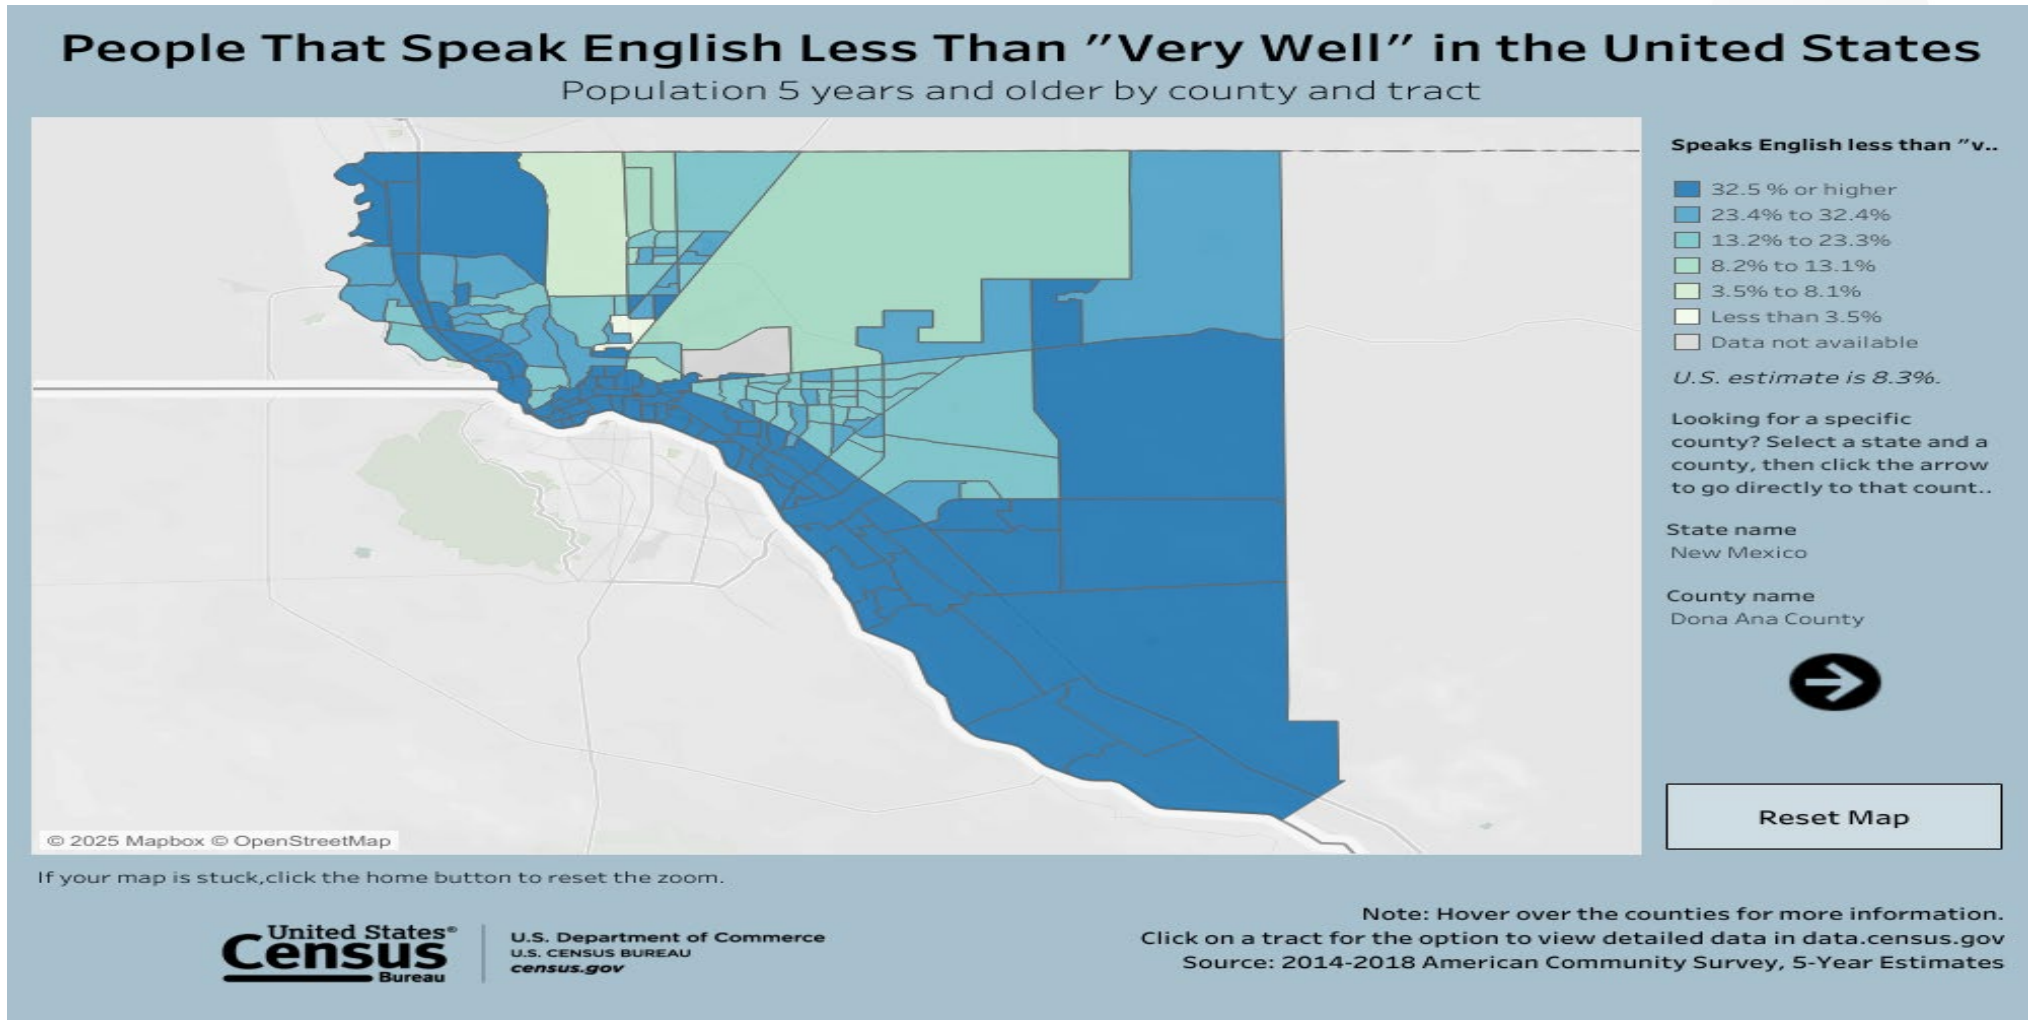 People That Speak English Less Than "Very Well" in the United States
Population 5 years and older by county and tract
Speaks English less than "v..
32.5 % or higher
23.4% to 32.4%
13.2% to 23.3%
8.2% to 13.1%
3.5% to 8.1%
Less than 3.5%
Data not available
U.S. estimate is 8.3%.
Looking for a specific
county? Select a state and a
county, then click the arrow
to go directly to that count..
State name
New Mexico
County name
Dona Ana County
Reset Map
© 2025 Mapbox © OpenStreetMap
If your map is stuck,click the home button to reset the zoom.
United States®
Census
Bureau
U.S. Department of Commerce
U.S. CENSUS BUREAU
census.gov
Note: Hover over the counties for more information.
Click on a tract for the option to view detailed data in data.census.gov
Source: 2014-2018 American Community Survey, 5-Year Estimates